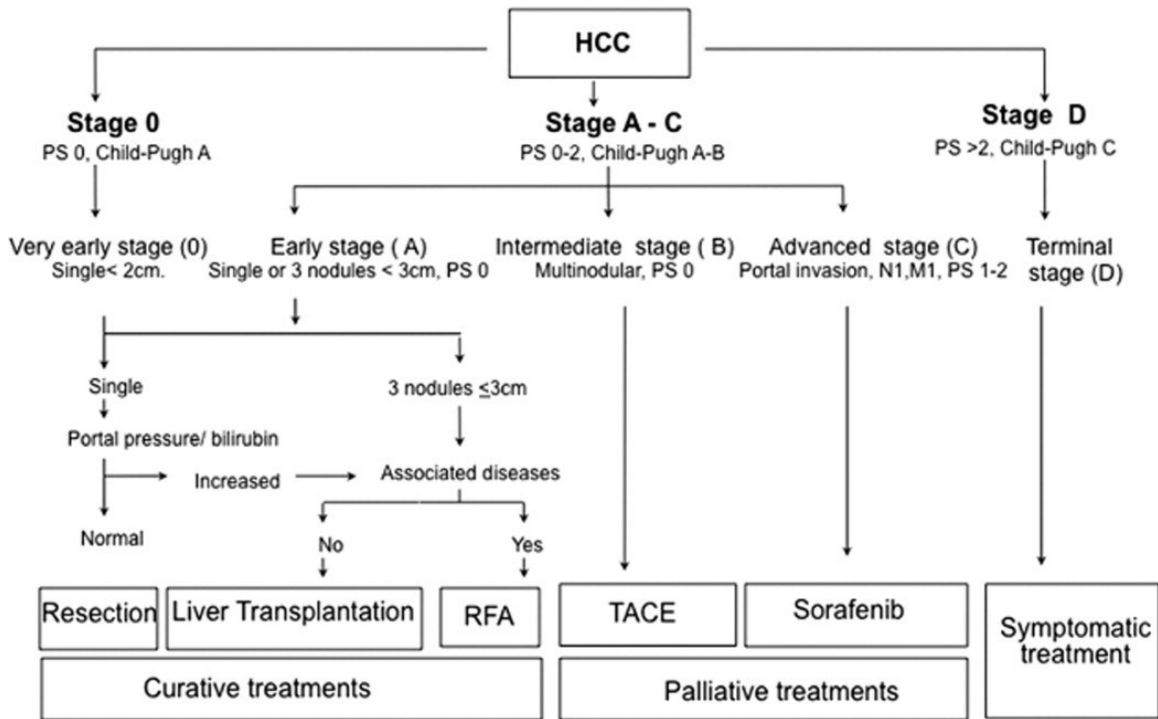 HCC
Stage 0
PS 0, Child-Pugh A
Stage A - C
PS 0-2, Child-Pugh A-B
Stage D
PS >2, Child-Pugh C
Very early stage (0)
Single< 2cm.
Early stage ( A)
Single or 3 nodules < 3cm, PS 0
Intermediate stage ( B)
Multinodular, PS 0
Advanced stage (C)
Portal invasion, N1,M1, PS 1-2
Terminal
stage (D)
Single
3 nodules ≤3cm
Portal pressure/ bilirubin
Increased
Associated diseases
Normal
No
Yes
Resection
Liver Transplantation
RFA
TACE
Sorafenib
Symptomatic
treatment
Curative treatments
Palliative treatments